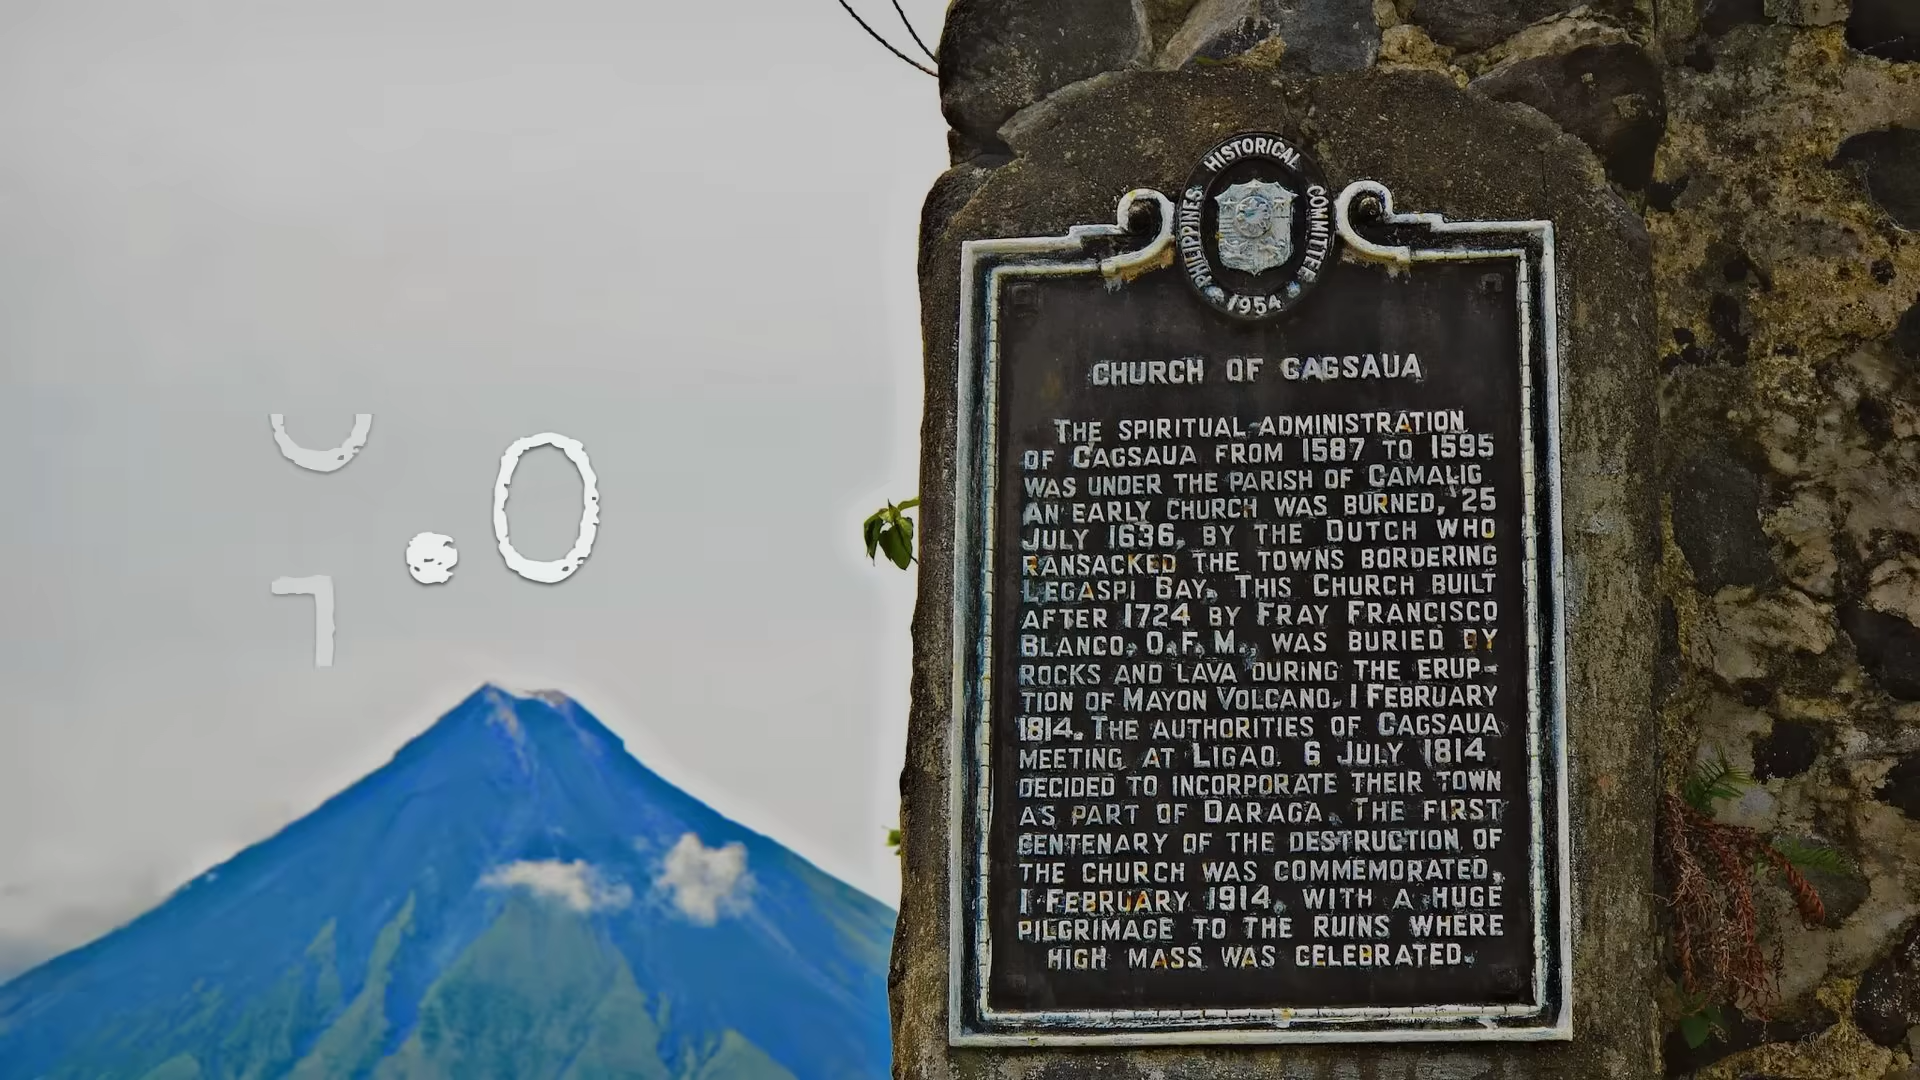 PHILIPPINES HISTORICAL COMMITTEE
1954
CHURCH OF CAGSAUA
THE SPIRITUAL ADMINISTRATION
OF CAGSAUA FROM 1587 TO 1595
WAS UNDER THE PARISH OF CAMALIG
AN EARLY CHURCH WAS BURNED, 25
JULY 1636, BY THE DUTCH WHO
RANSACKED THE TOWNS BORDERING
LEGASPI BAY. THIS CHURCH BUILT
AFTER 1724 BY FRAY FRANCISCO
BLANCO, O.F.M., WAS BURIED BY
ROCKS AND LAVA DURING THE ERUP-
TION OF MAYON VOLCANO, 1 FEBRUARY
1814. THE AUTHORITIES OF CAGSAUA
MEETING AT LIGAO, 6 JULY 1814
DECIDED TO INCORPORATE THEIR TOWN
AS PART OF DARAGA. THE FIRST
CENTENARY OF THE DESTRUCTION OF
THE CHURCH WAS COMMEMORATED,
1 FEBRUARY 1914, WITH A HUGE
PILGRIMAGE TO THE RUINS WHERE
HIGH MASS WAS CELEBRATED.